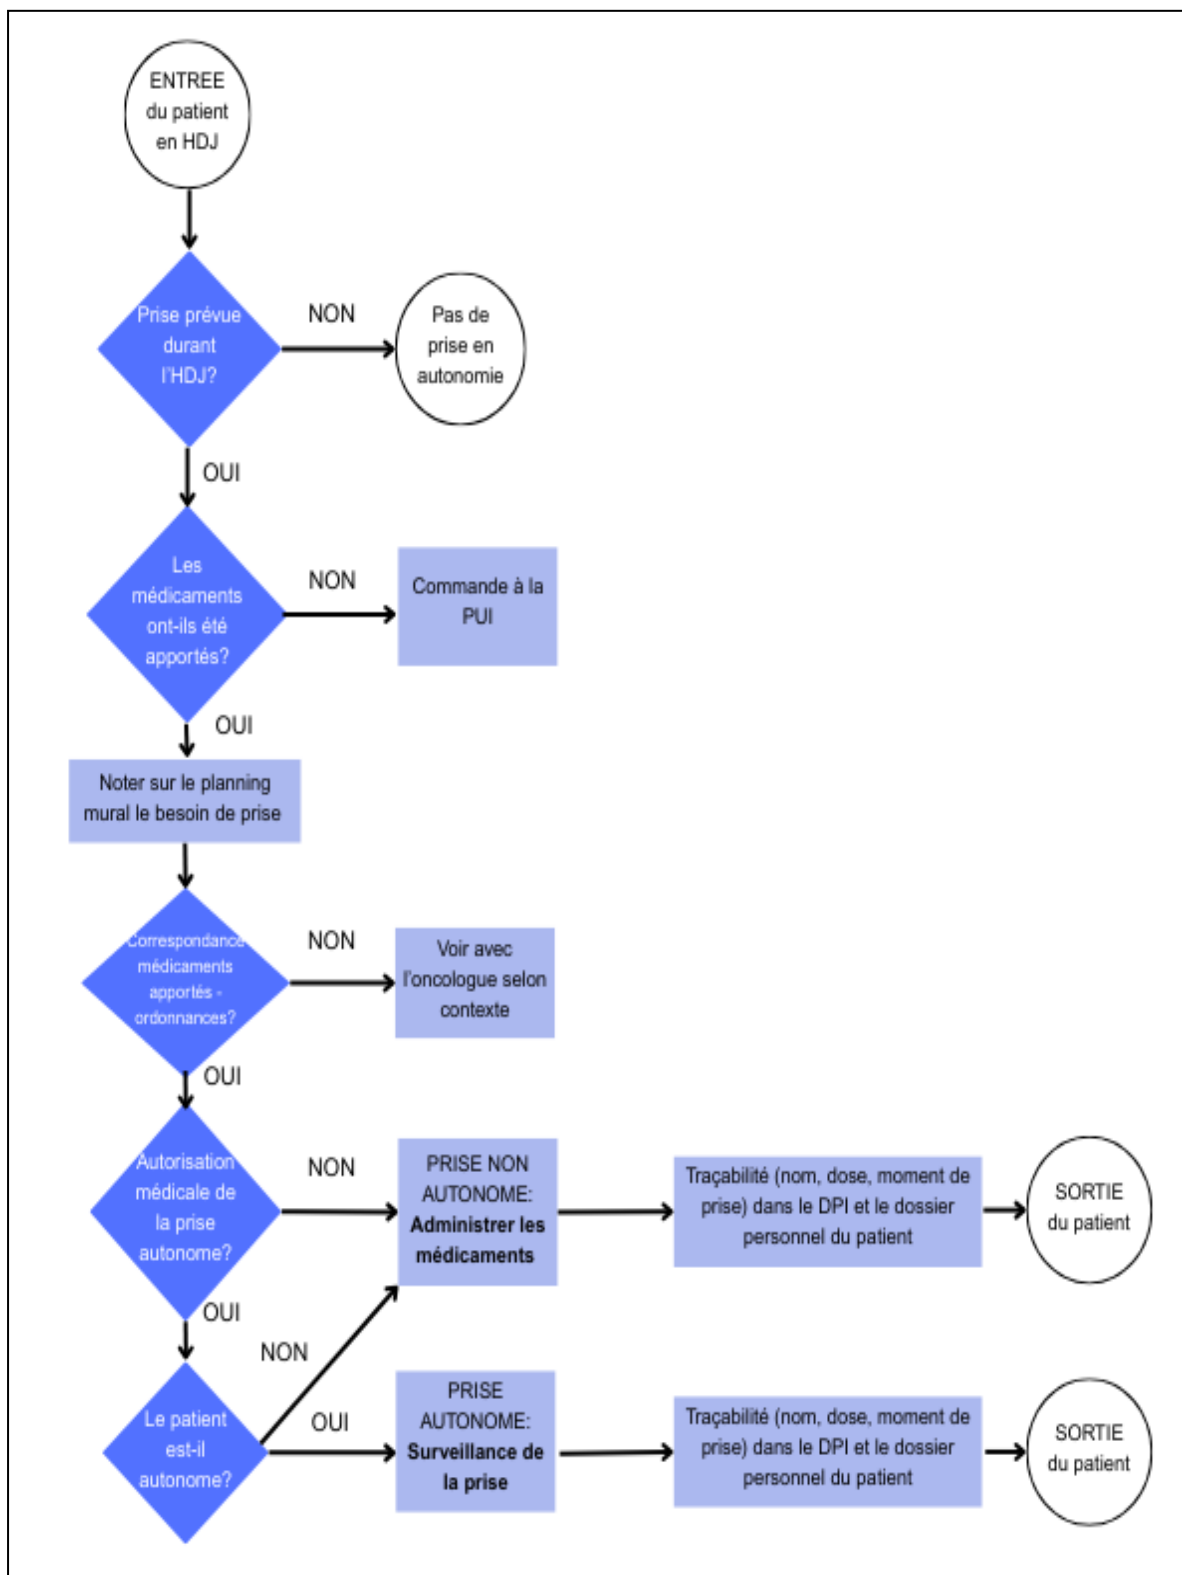 ENTREE
du patient
en HDJ
Prise prévue
durant
l'HDJ?
NON
Pas de
prise en
autonomie
OUI
Les
médicaments
ont-ils été
apportés?
NON
Commande à la
PUI
OUI
Noter sur le planning
mural le besoin de prise
Correspondance
médicaments
apportés -
ordonnances?
NON
Voir avec
l'oncologue selon
contexte
OUI
Autorisation
médicale de
la prise
autonome?
NON
PRISE NON
AUTONOME:
Administrer les
médicaments
Traçabilité (nom, dose, moment de
prise) dans le DPI et le dossier
personnel du patient
SORTIE
du patient
OUI
NON
Le patient
est-il
autonome?
OUI
PRISE
AUTONOME:
Surveillance de
la prise
Traçabilité (nom, dose, moment de
prise) dans le DPI et le dossier
personnel du patient
SORTIE
du patient